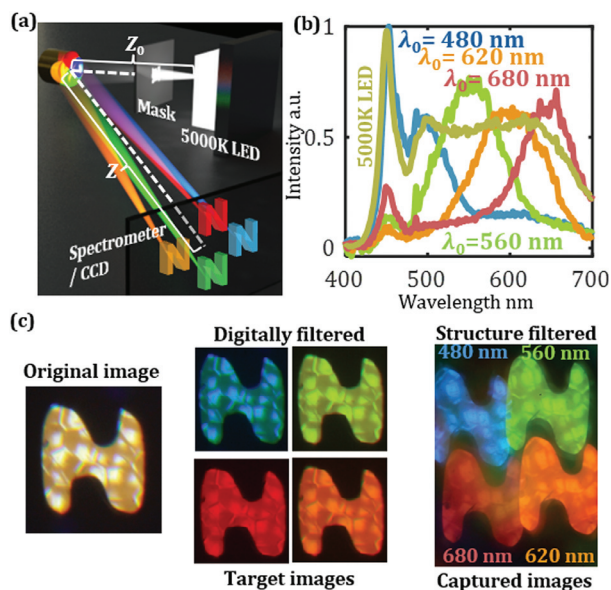 (a)
Z₀
Mask
5000K LED
Z
Spectrometer
/ CCD
(b)
λ₀= 480 nm
λ₀= 620 nm
λ₀= 680 nm
5000K LED
λ₀=560 nm
Intensity a.u.
1
0.5
0
400 500 600 700
Wavelength nm
(c)
Original image
Digitally filtered
Target images
Structure filtered
480 nm 560 nm
680 nm 620 nm
Captured images